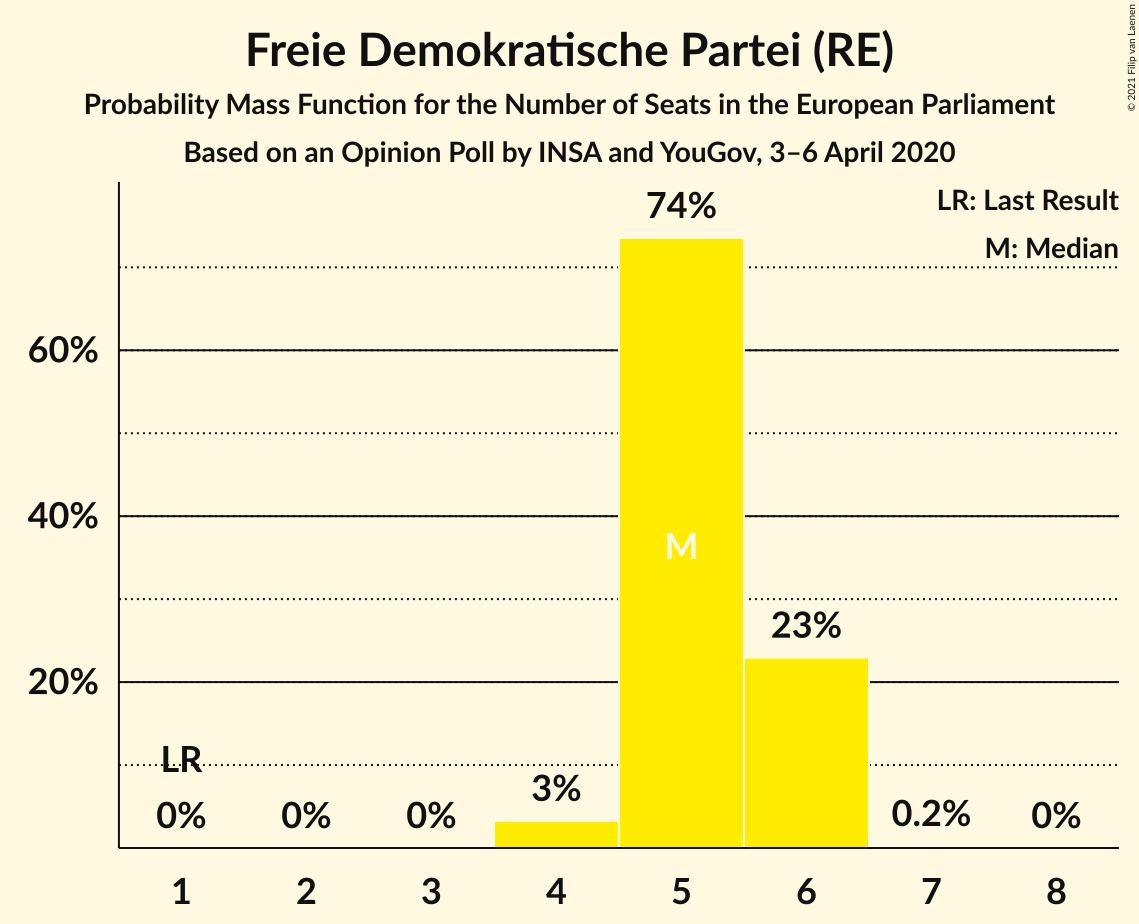 Freie Demokratische Partei (RE)
Probability Mass Function for the Number of Seats in the European Parliament
Based on an Opinion Poll by INSA and YouGov, 3–6 April 2020
© 2021 Filip van Laenen
LR: Last Result
M: Median
74%
60%
40%
M
23%
20%
LR
3%
0% 0% 0% 0.2% 0%
1 2 3 4 5 6 7 8